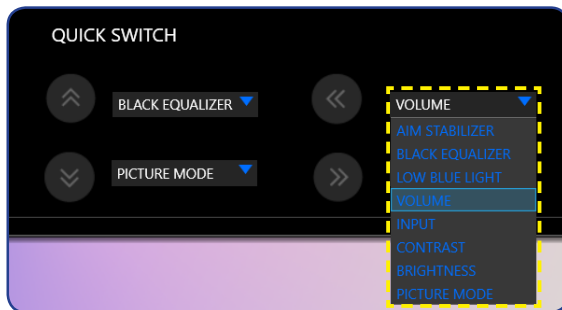 QUICK SWITCH
BLACK EQUALIZER
VOLUME
PICTURE MODE
AIM STABILIZER
BLACK EQUALIZER
LOW BLUE LIGHT
VOLUME
INPUT
CONTRAST
BRIGHTNESS
PICTURE MODE